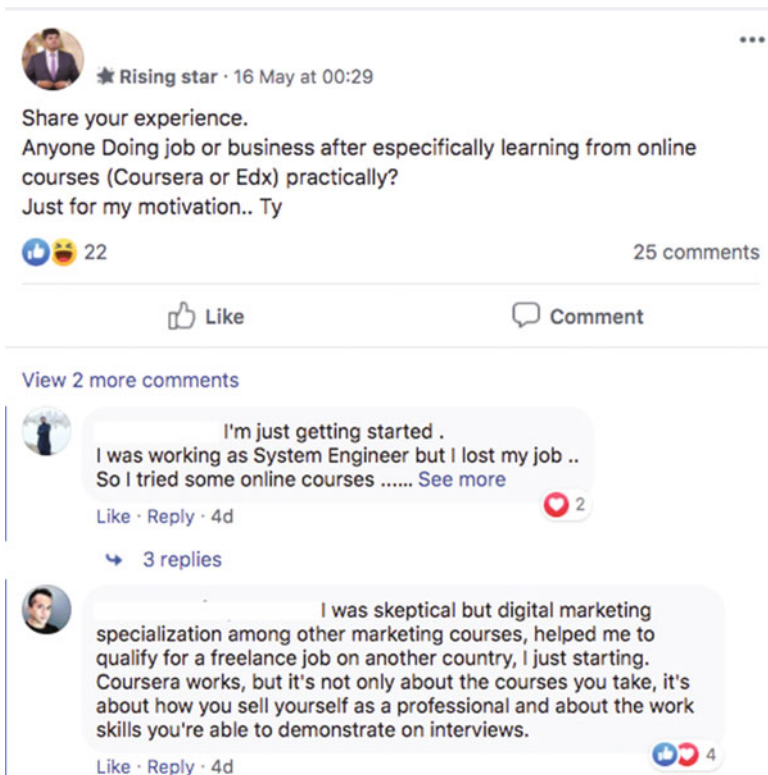 Rising star · 16 May at 00:29
Share your experience.
Anyone Doing job or business after especifically learning from online
courses (Coursera or Edx) practically?
Just for my motivation.. Ty
22
25 comments
Like
Comment
View 2 more comments
I'm just getting started .
I was working as System Engineer but I lost my job ..
So I tried some online courses ...... See more
2
Like · Reply · 4d
3 replies
I was skeptical but digital marketing
specialization among other marketing courses, helped me to
qualify for a freelance job on another country, I just starting.
Coursera works, but it's not only about the courses you take, it's
about how you sell yourself as a professional and about the work
skills you're able to demonstrate on interviews.
4
Like · Reply · 4d